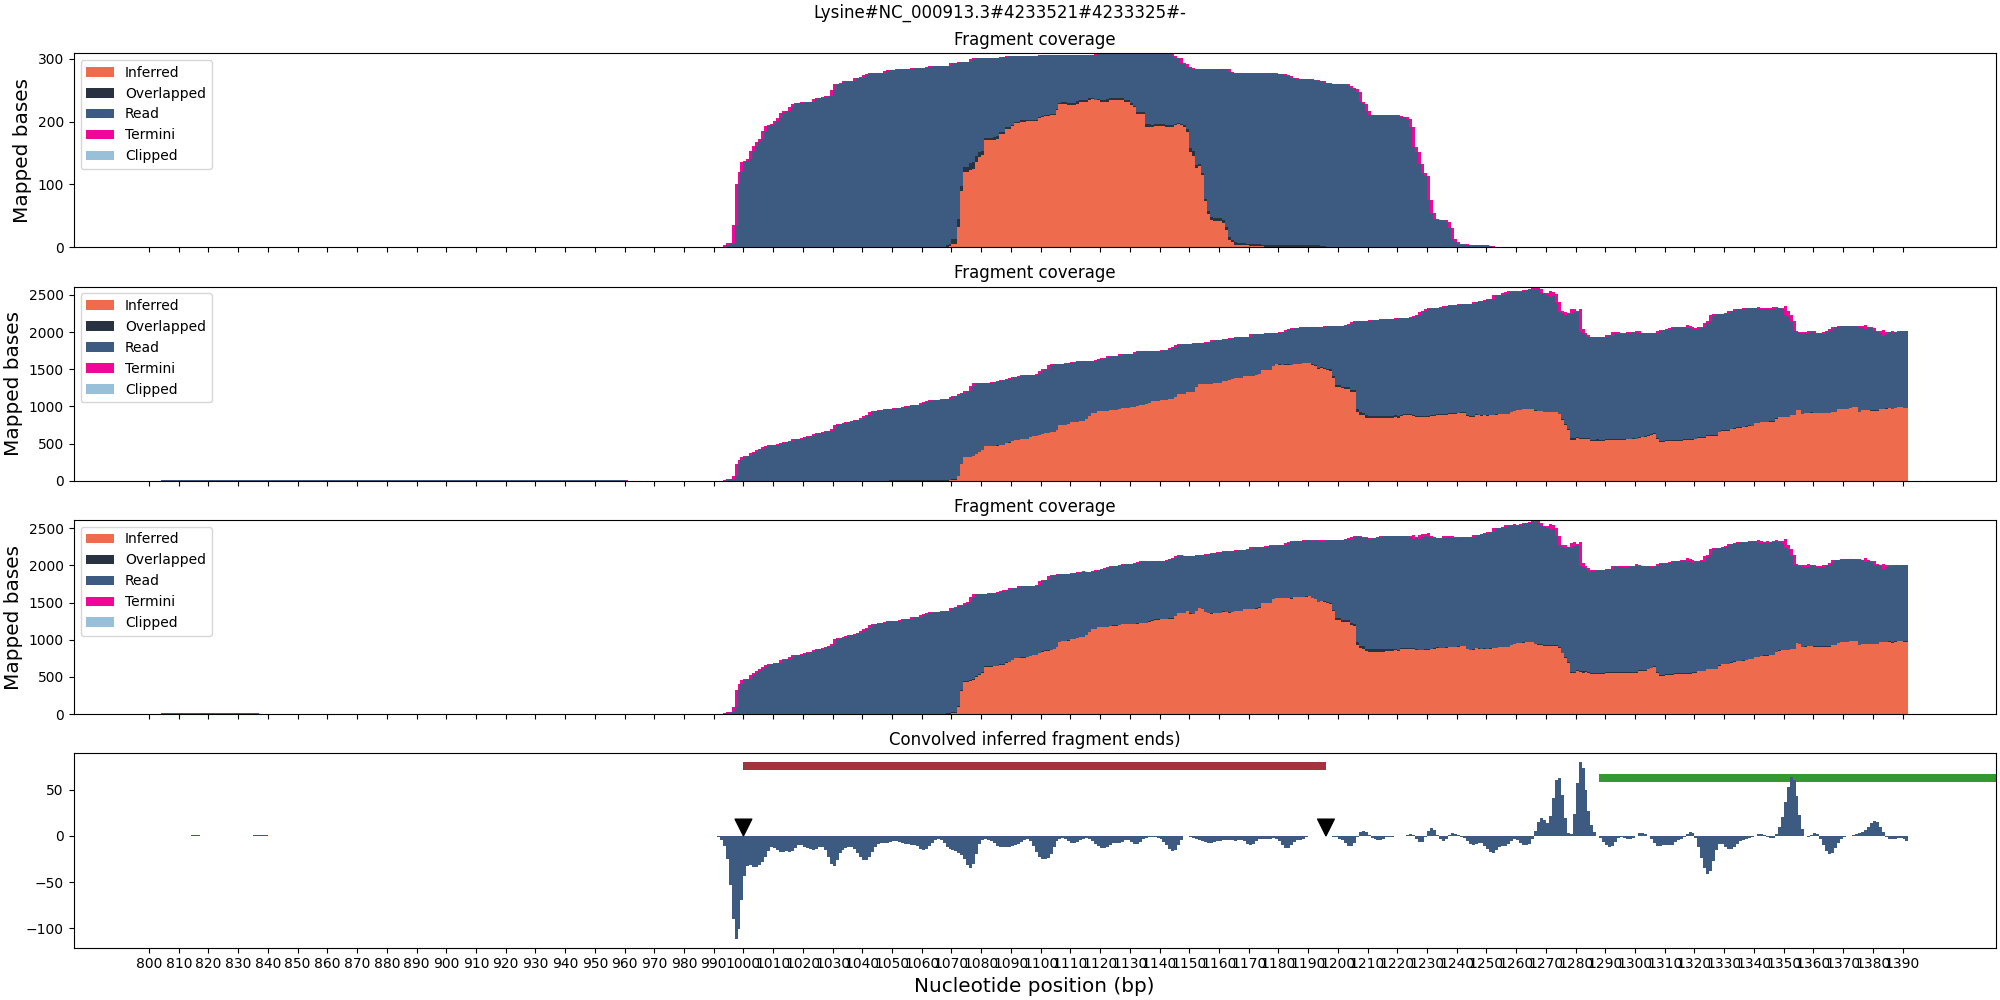 Lysine#NC_000913.3#4233521#4233325#-
Fragment coverage
Mapped bases
300
200
100
0
Inferred
Overlapped
Read
Termini
Clipped
Fragment coverage
Mapped bases
2500
2000
1500
1000
500
0
Inferred
Overlapped
Read
Termini
Clipped
Fragment coverage
Mapped bases
2500
2000
1500
1000
500
0
Inferred
Overlapped
Read
Termini
Clipped
Convolved inferred fragment ends)
50
0
−50
−100
800 810 820 830 840 850 860 870 880 890 900 910 920 930 940 950 960 970 980 990 1000 1010 1020 1030 1040 1050 1060 1070 1080 1090 1100 1110 1120 1130 1140 1150 1160 1170 1180 1190 1200 1210 1220 1230 1240 1250 1260 1270 1280 1290 1300 1310 1320 1330 1340 1350 1360 1370 1380 1390
Nucleotide position (bp)